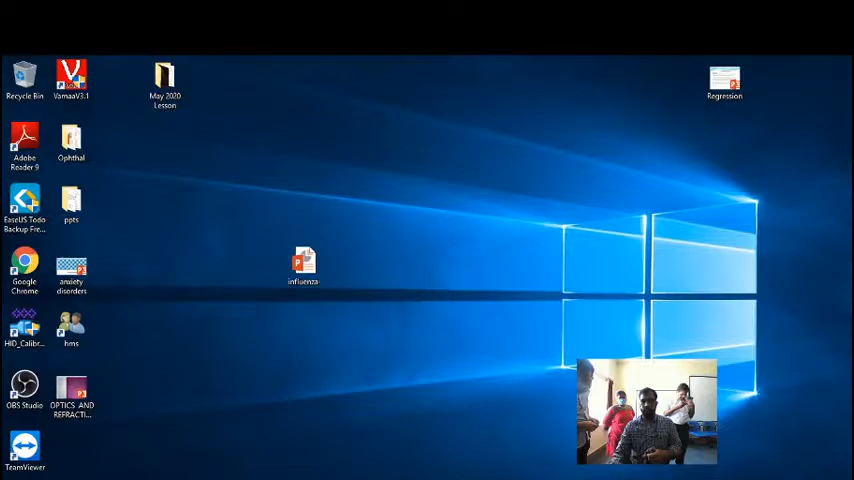 Recycle Bin
VamaaV3.1
May 2020
Lesson
Regression
Adobe
Reader 9
Ophthal
EaseUS Todo
Backup Fre...
ppts
Google
Chrome
anxiety
disorders
influenza
HID_Calibr...
hms
OBS Studio
OPTICS AND
REFRACTI...
TeamViewer